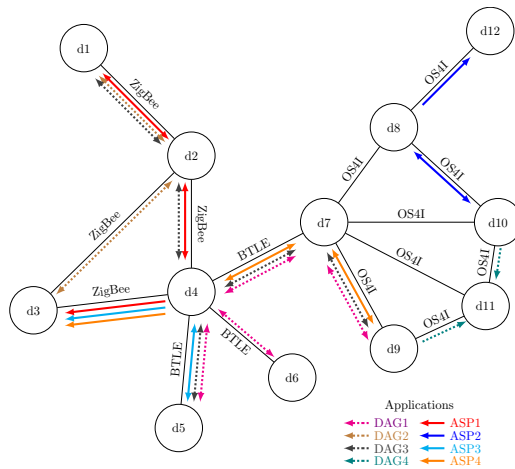 d12
d1
OS4I
ZigBee
d8
d2
OS4I
OS4I
d7
OS4I
d10
ZigBee
ZigBee
BTLE
OS4I
OS4I
ZigBee
d4
OS4I
d3
d11
OS4I
d9
BTLE
BTLE
d6
d5
Applications
DAG1 ASP1
DAG2 ASP2
DAG3 ASP3
DAG4 ASP4